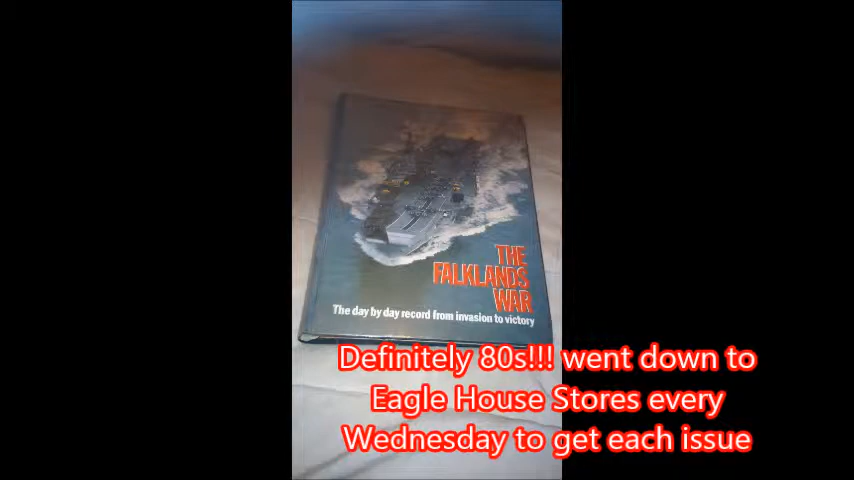 THE
FALKLANDS
WAR
The day by day record from invasion to victory
Definitely 80s!!! went down to
Eagle House Stores every
Wednesday to get each issue